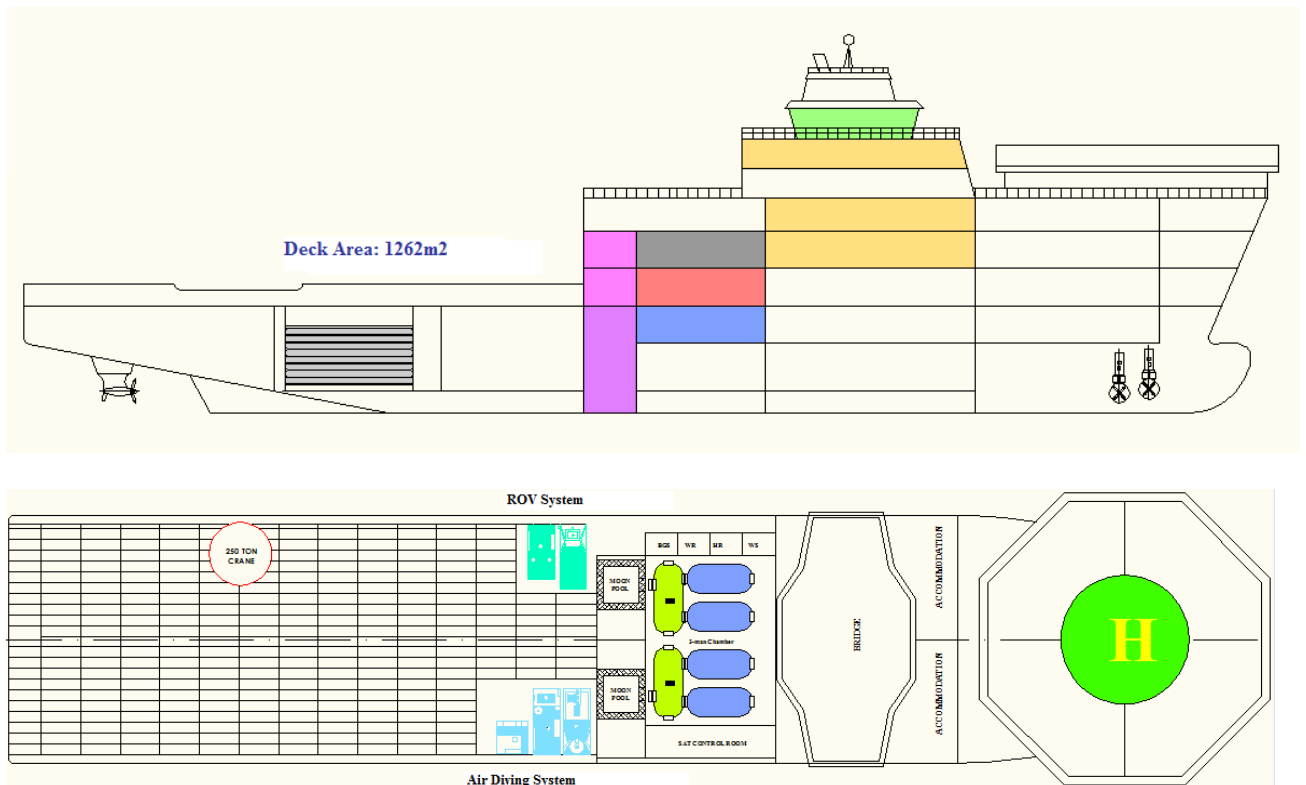 Deck Area: 1262m2
ROV System
250 TON
CRANE
MOON
POOL
BGS WR HR WS
3-man Chamber
MOON
POOL
SAT CONTROL ROOM
BRIDGE
ACCOMMODATION
ACCOMMODATION
H
Air Diving System